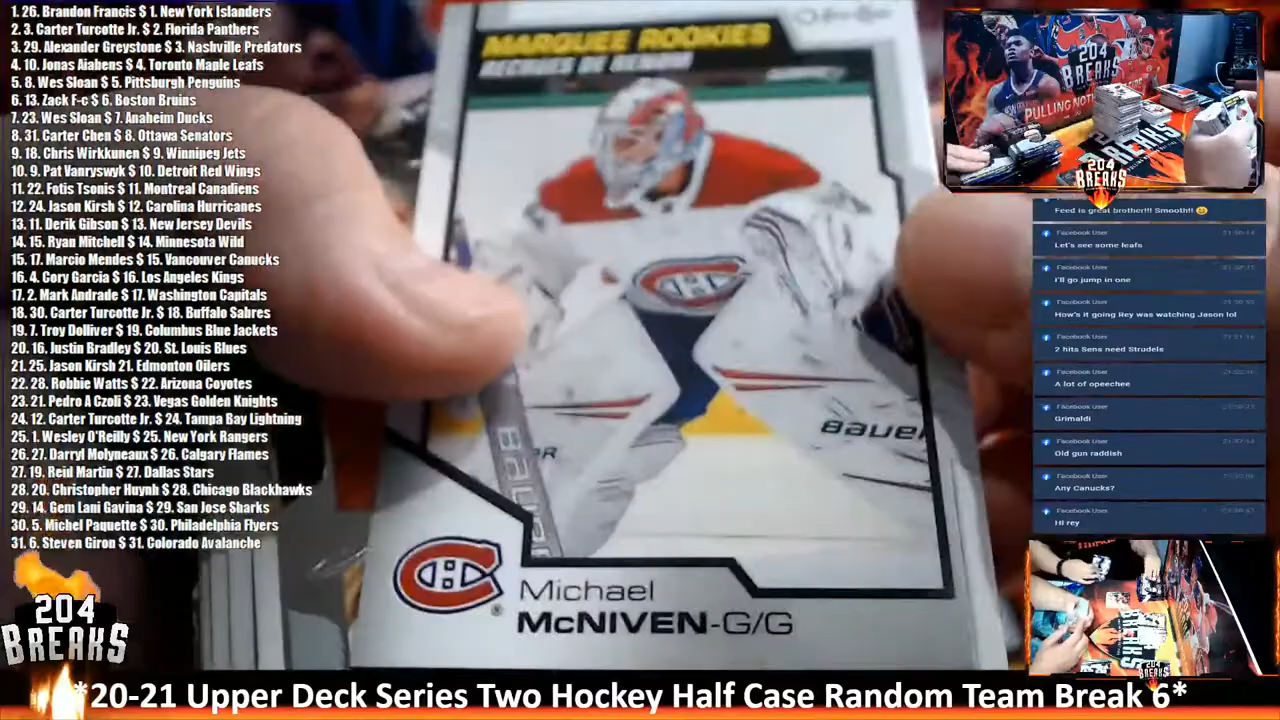 1. 26. Brandon Francis $ 1. New York Islanders
2. 3. Carter Turcotte Jr. $ 2. Florida Panthers
3. 29. Alexander Greystone $ 3. Nashville Predators
4. 10. Jonas Aiabens $ 4. Toronto Maple Leafs
5. 8. Wes Sloan $ 5. Pittsburgh Penguins
6. 13. Zack F-c $ 6. Boston Bruins
7. 23. Wes Sloan $ 7. Anaheim Ducks
8. 31. Carter Chen $ 8. Ottawa Senators
9. 18. Chris Wirkkunen $ 9. Winnipeg Jets
10. 9. Pat Vanryswyk $ 10. Detroit Red Wings
11. 22. Fotis Tsonis $ 11. Montreal Canadiens
12. 24. Jason Kirsh $ 12. Carolina Hurricanes
13. 11. Derik Gibson $ 13. New Jersey Devils
14. 15. Ryan Mitchell $ 14. Minnesota Wild
15. 17. Marcio Mendes $ 15. Vancouver Canucks
16. 4. Cory Garcia $ 16. Los Angeles Kings
17. 2. Mark Andrade $ 17. Washington Capitals
18. 30. Carter Turcotte Jr. $ 18. Buffalo Sabres
19. 7. Troy Dolliver $ 19. Columbus Blue Jackets
20. 16. Justin Bradley $ 20. St. Louis Blues
21. 25. Jason Kirsh 21. Edmonton Oilers
22. 28. Robbie Watts $ 22. Arizona Coyotes
23. 21. Pedro A Czoli $ 23. Vegas Golden Knights
24. 12. Carter Turcotte Jr. $ 24. Tampa Bay Lightning
25. 1. Wesley O'Reilly $ 25. New York Rangers
26. 27. Darryl Molyneaux $ 26. Calgary Flames
27. 19. Reid Martin $ 27. Dallas Stars
28. 20. Christopher Huynh $ 28. Chicago Blackhawks
29. 14. Gem Lani Gavina $ 29. San Jose Sharks
30. 5. Michel Paquette $ 30. Philadelphia Flyers
31. 6. Steven Giron $ 31. Colorado Avalanche
204
BREAKS
MARQUEE ROOKIES
BAUER
Bauer
Michael
McNIVEN-G/G
204
BREAKS
PULLING
204
BREAKS
Feed is great brother!!! Smooth!!
Facebook User
Let's see some leafs
Facebook User
I'll go jump in one
Facebook User
How's it going Rey was watching Jason lol
Facebook User
2 hits Sens need Strudels
Facebook User
A lot of opeechee
Facebook User
Grimaldi
Facebook User
Old gun raddish
Facebook User
Any Canucks?
Facebook User
Hi rey
BREAKS
204
BREAKS
*20-21 Upper Deck Series Two Hockey Half Case Random Team Break 6*